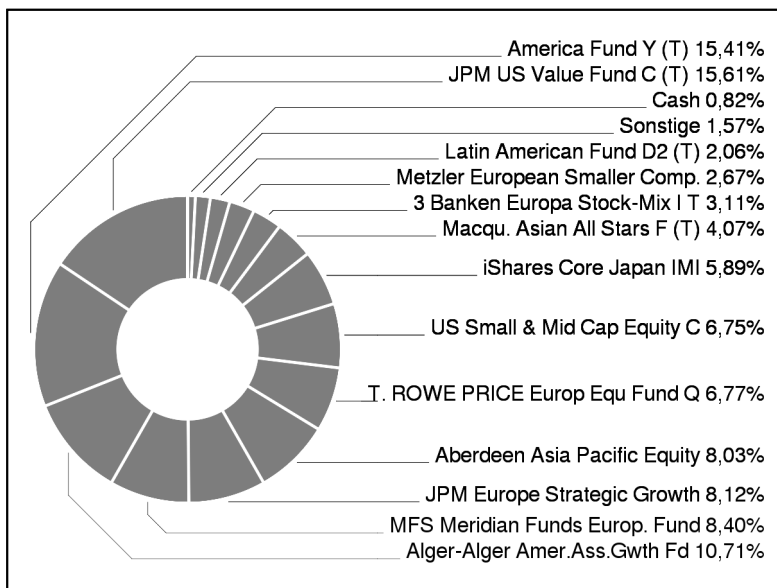 America Fund Y (T) 15,41%
JPM US Value Fund C (T) 15,61%
Cash 0,82%
Sonstige 1,57%
Latin American Fund D2 (T) 2,06%
Metzler European Smaller Comp. 2,67%
3 Banken Europa Stock-Mix I T 3,11%
Macqu. Asian All Stars F (T) 4,07%
iShares Core Japan IMI 5,89%
US Small & Mid Cap Equity C 6,75%
T. ROWE PRICE Europ Equ Fund Q 6,77%
Aberdeen Asia Pacific Equity 8,03%
JPM Europe Strategic Growth 8,12%
MFS Meridian Funds Europ. Fund 8,40%
Alger-Alger Amer.Ass.Gwth Fd 10,71%